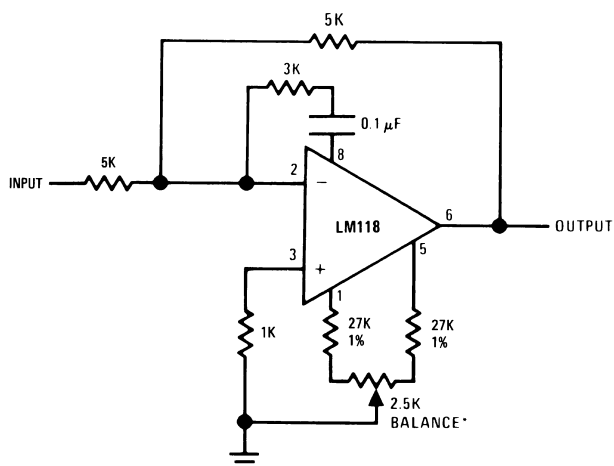 5K
3K
0.1 μF
8
5K
INPUT
2
−
LM118
6
OUTPUT
5
3
+
1
27K
1%
27K
1%
1K
2.5K
BALANCE*